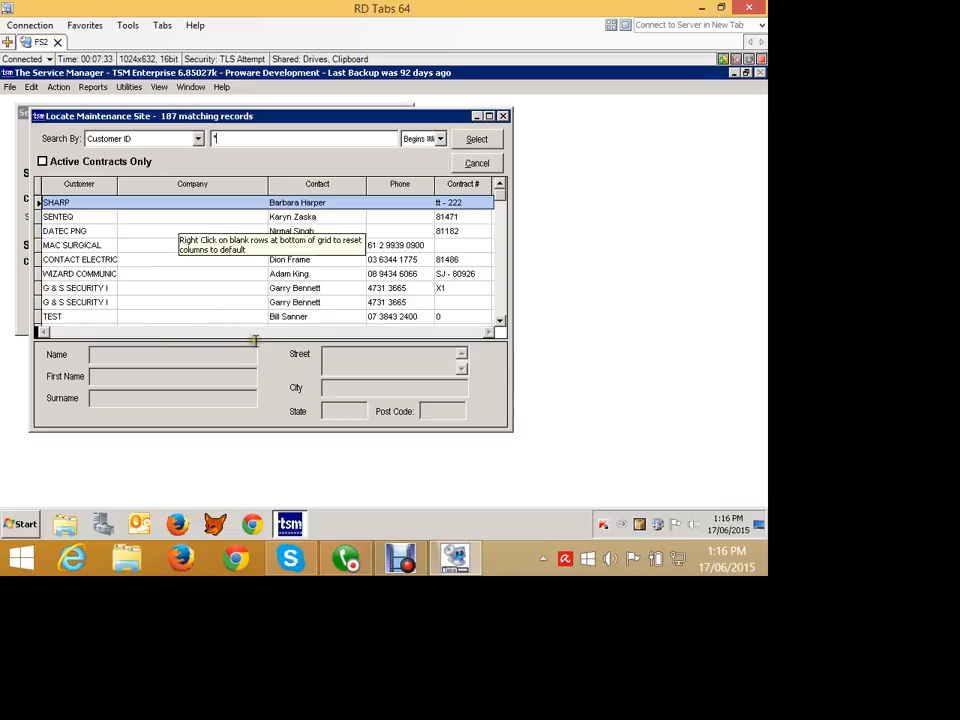 RD Tabs 64
Connection Favorites Tools Tabs Help
Connect to Server in New Tab
FS2
Connected Time: 00:07:33 1024x632, 16bit Security: TLS Attempt Shared: Drives, Clipboard
tsm The Service Manager - TSM Enterprise 6.85027k - Proware Development - Last Backup was 92 days ago
File Edit Action Reports Utilities View Window Help
tsm Locate Maintenance Site - 187 matching records
Search By: Customer ID * Begins Wi Select
Active Contracts Only Cancel
Customer Company Contact Phone Contract #
SHARP Barbara Harper tt - 222
SENTEQ Karyn Zaska 81471
DATEC PNG Nirmal Singh 81182
Right Click on blank rows at bottom of grid to reset
columns to default
MAC SURGICAL 61 2 9939 0900
CONTACT ELECTRIC Dion Frame 03 6344 1775 81486
WIZARD COMMUNIC Adam King 08 9434 6066 SJ - 80926
G & S SECURITY I Garry Bennett 4731 3665 X1
G & S SECURITY I Garry Bennett 4731 3665
TEST Bill Sanner 07 3843 2400 0
Name Street
First Name
City
Surname
State Post Code:
Start tsm 1:16 PM
17/06/2015
1:16 PM
17/06/2015